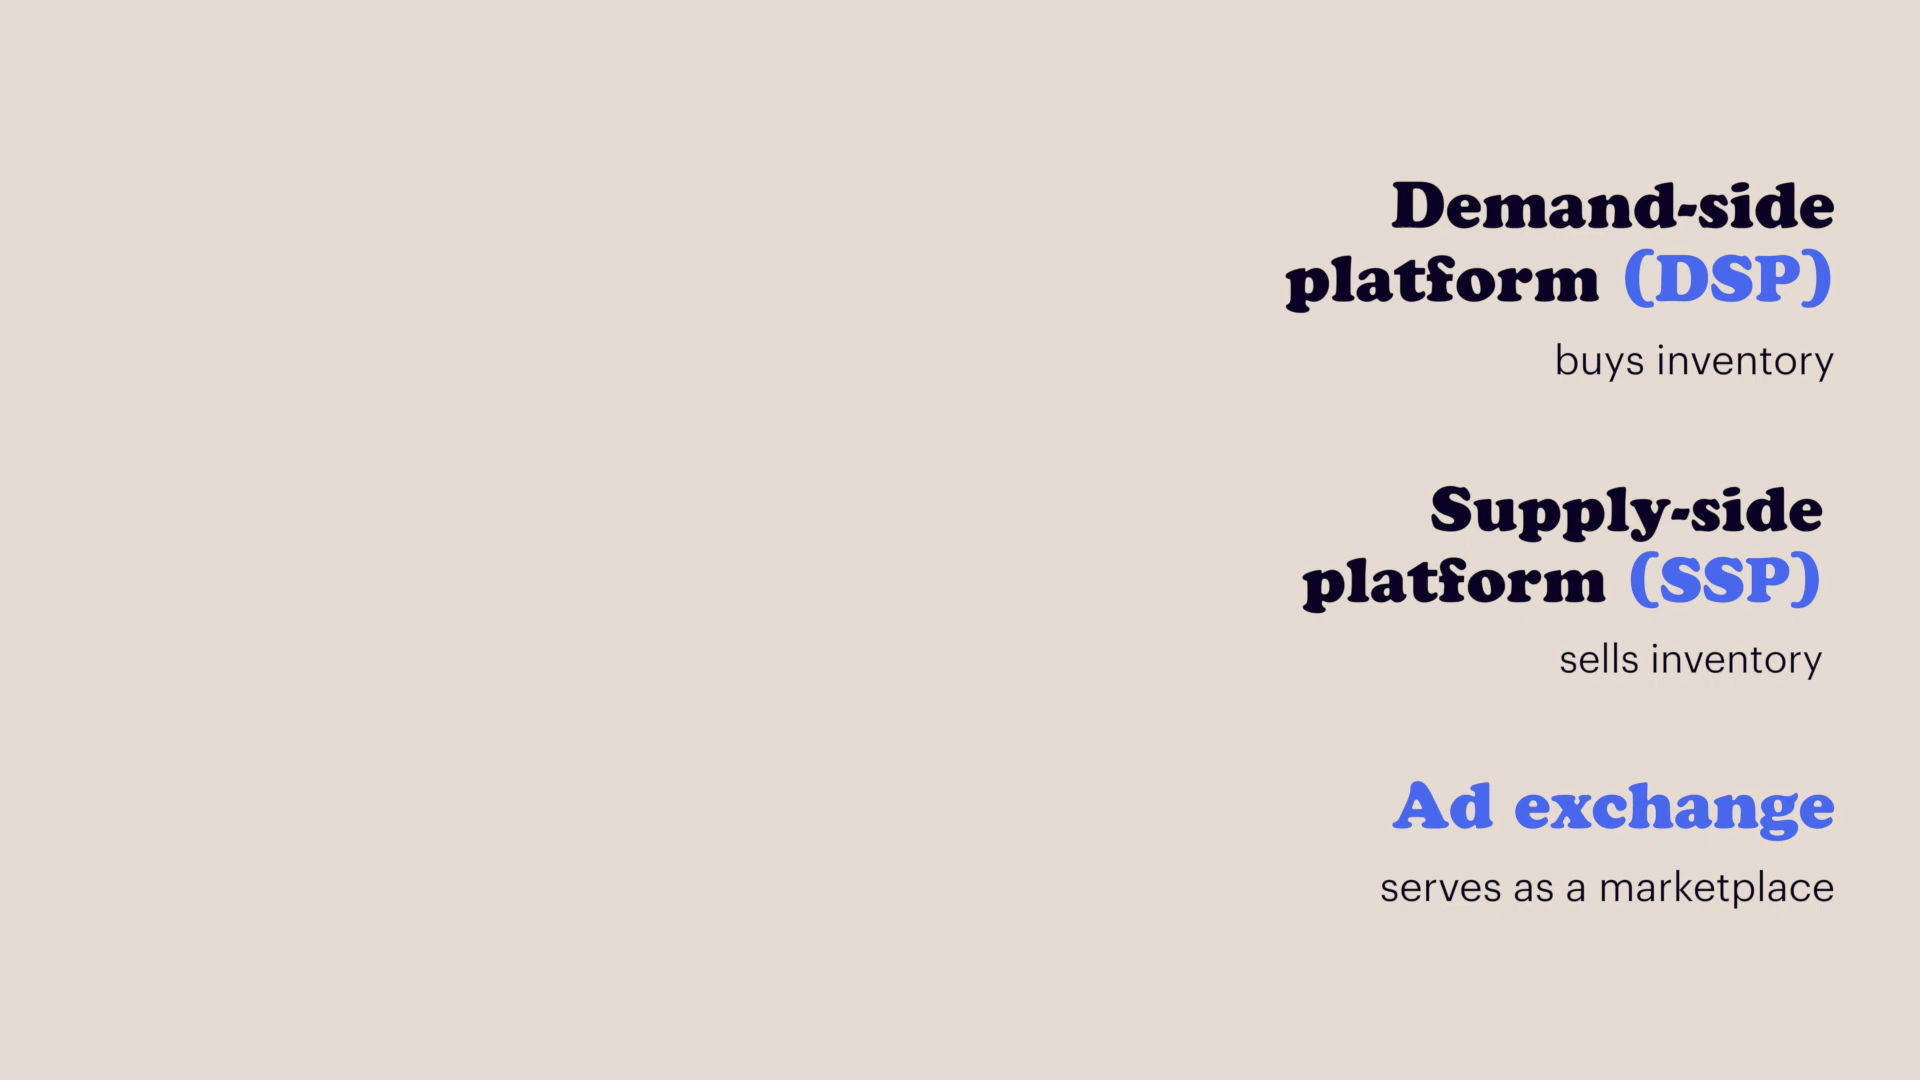 Demand-side
platform (DSP)
buys inventory
Supply-side
platform (SSP)
sells inventory
Ad exchange
serves as a marketplace